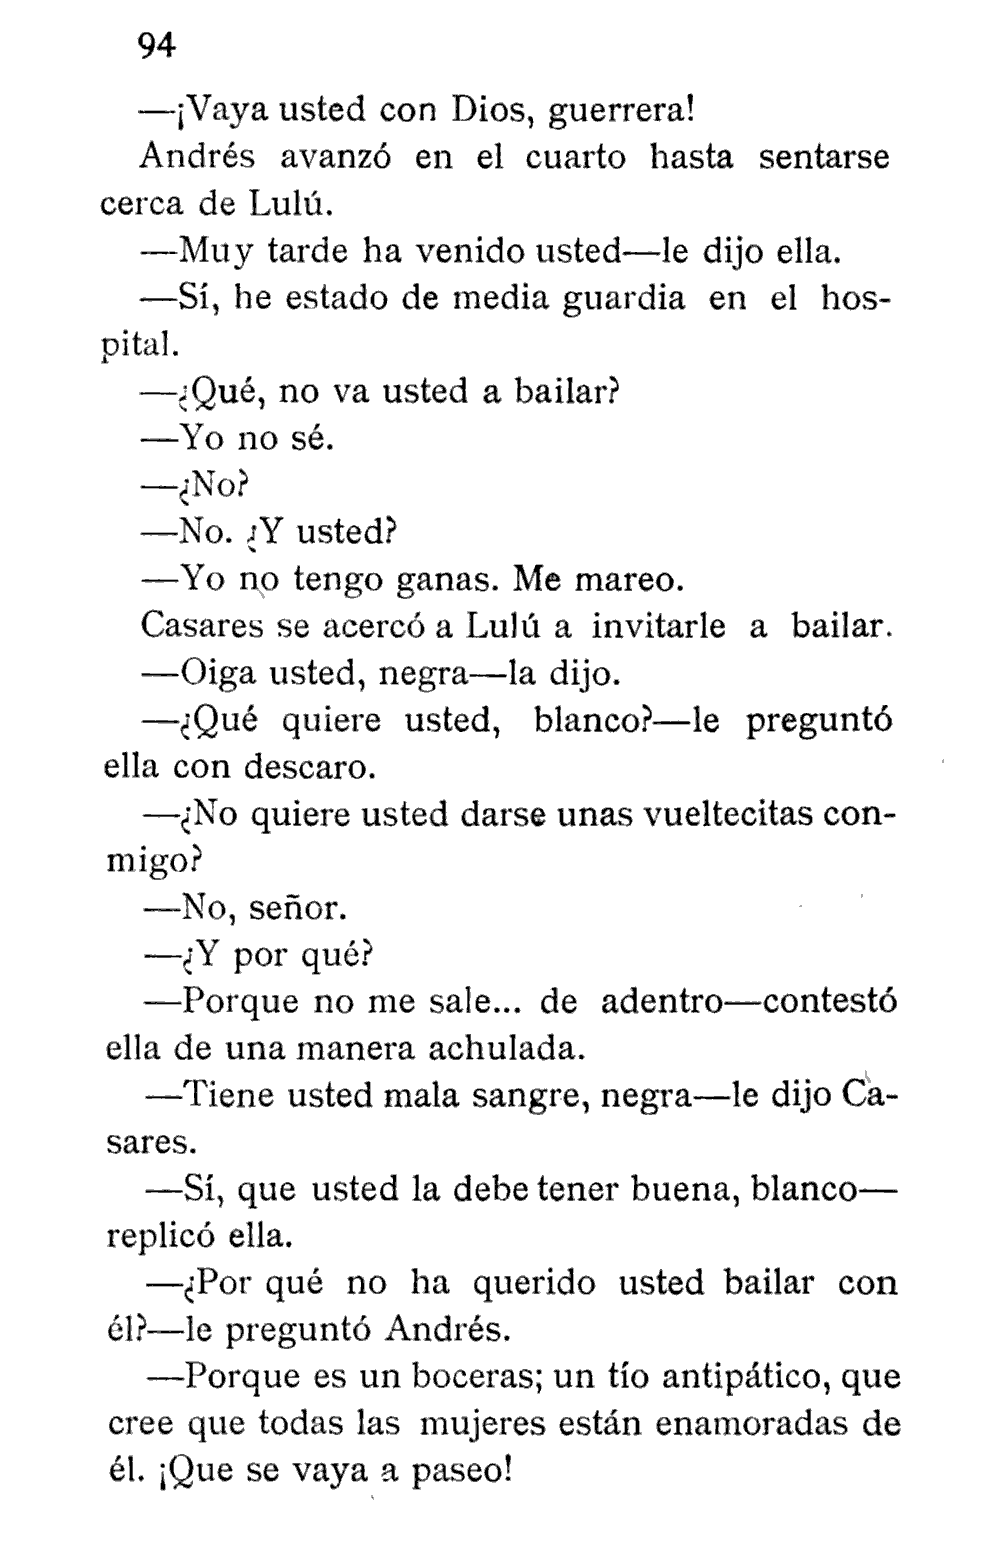 94
—¡Vaya usted con Dios, guerrera!
Andrés avanzó en el cuarto hasta sentarse
cerca de Lulú.
—Muy tarde ha venido usted—le dijo ella.
—Sí, he estado de media guardia en el hos-
pital.
—¿Qué, no va usted a bailar?
—Yo no sé.
—¿No?
—No. ¿Y usted?
—Yo no tengo ganas. Me mareo.
Casares se acercó a Lulú a invitarle a bailar.
—Oiga usted, negra—la dijo.
—¿Qué quiere usted, blanco?—le preguntó
ella con descaro.
—¿No quiere usted darse unas vueltecitas con-
migo?
—No, señor.
—¿Y por qué?
—Porque no me sale... de adentro—contestó
ella de una manera achulada.
—Tiene usted mala sangre, negra—le dijo Ca-
sares.
—Sí, que usted la debe tener buena, blanco—
replicó ella.
—¿Por qué no ha querido usted bailar con
él?—le preguntó Andrés.
—Porque es un boceras; un tío antipático, que
cree que todas las mujeres están enamoradas de
él. ¡Que se vaya a paseo!